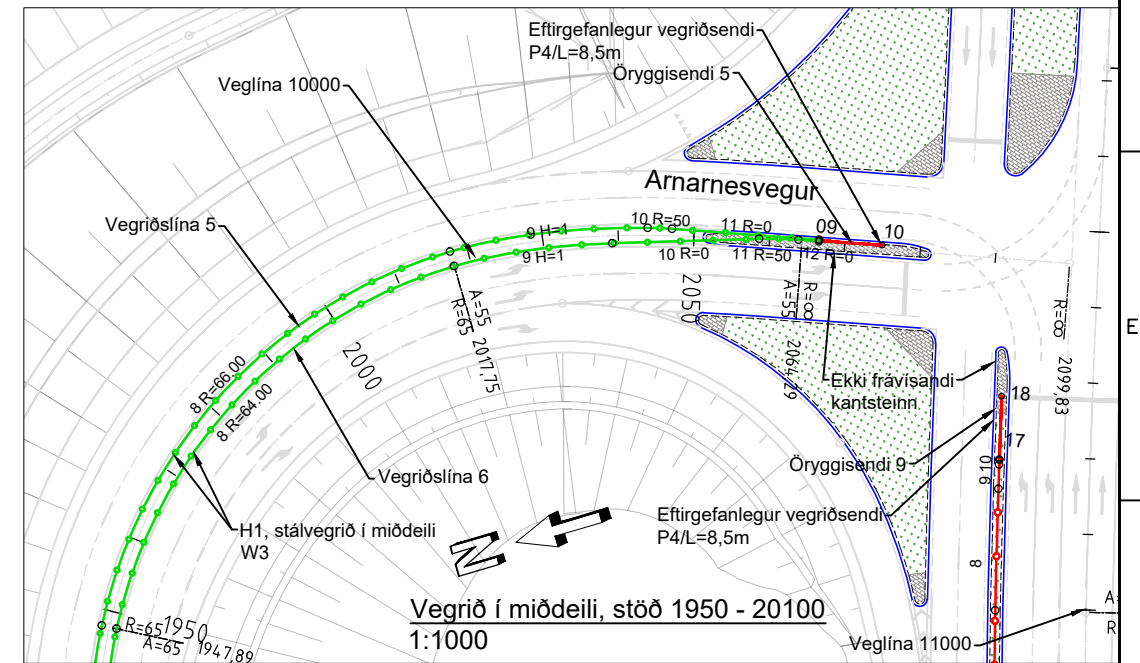 Eftirgefanlegur vegriðsendi
P4/L=8,5m
Öryggisendi 5
Veglína 10000
Arnarnesvegur
Vegriðslína 5
9 H=1
10 R=50
11 R=0
09
10
9 H=1
10 R=0
11 R=50
12 R=0
2050
A=55
R=65
2017,75
R=∞
A=55
2064,29
R=∞
2099,83
E
2000
8 R=66.00
8 R=64.00
Ekki frávísandi
kantsteinn
18
17
Öryggisendi 9
10
9
Vegriðslína 6
Eftirgefanlegur vegriðsendi
P4/L=8,5m
H1, stálvegrið í miðdeili
W3
N
8
Vegrið í miðdeili, stöð 1950 - 20100
1:1000
R=65
A=65
1950
1947,89
Veglína 11000
A=
R